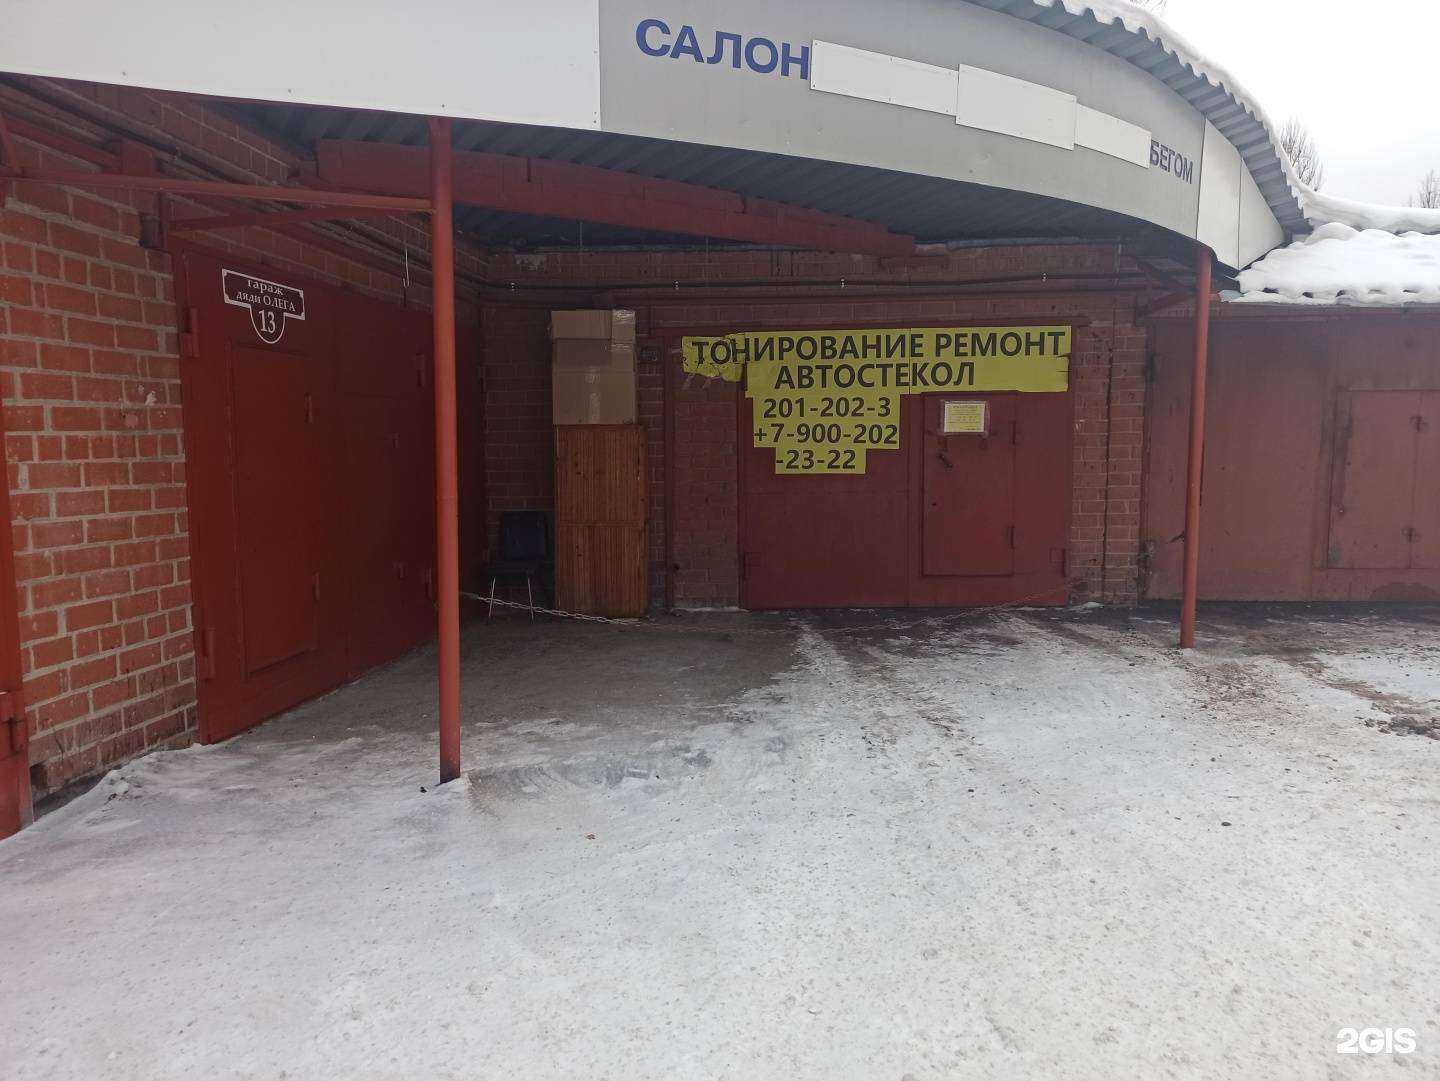 САЛОН
БЕГОМ
гараж
дяди ОЛЕГА
13
ТОНИРОВАНИЕ РЕМОНТ
АВТОСТЕКОЛ
201-202-3
+7-900-202
-23-22
2GIS